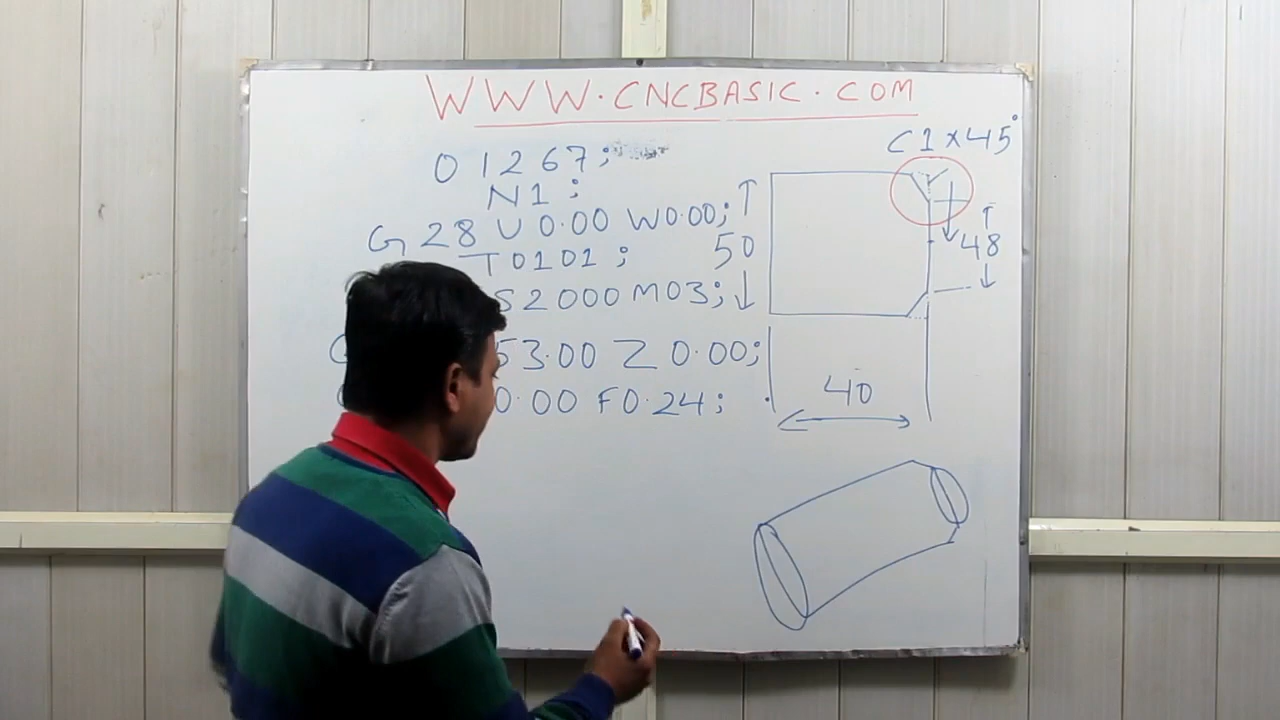 WWW.CNCBASIC.COM
O 1267;
N1;
G28 U0.00 W0.00;
T0101;
S2000 M03;
53.00 Z0.00;
0.00 F0.24;
C1x45°
50
48
40